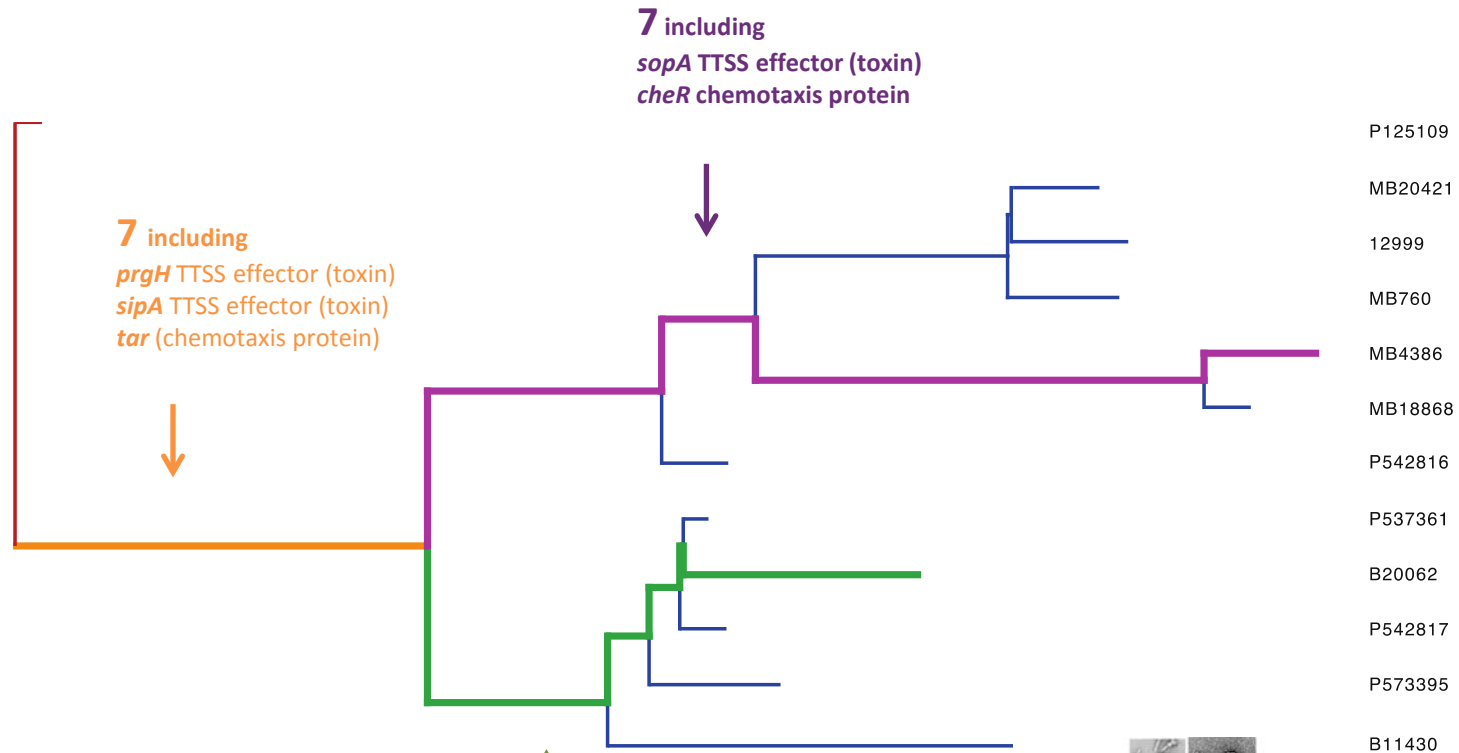 7 including
sopA TTSS effector (toxin)
cheR chemotaxis protein
7 including
prgH TTSS effector (toxin)
sipA TTSS effector (toxin)
tar (chemotaxis protein)
P125109
MB20421
12999
MB760
MB4386
MB18868
P542816
P537361
B20062
P542817
P573395
B11430